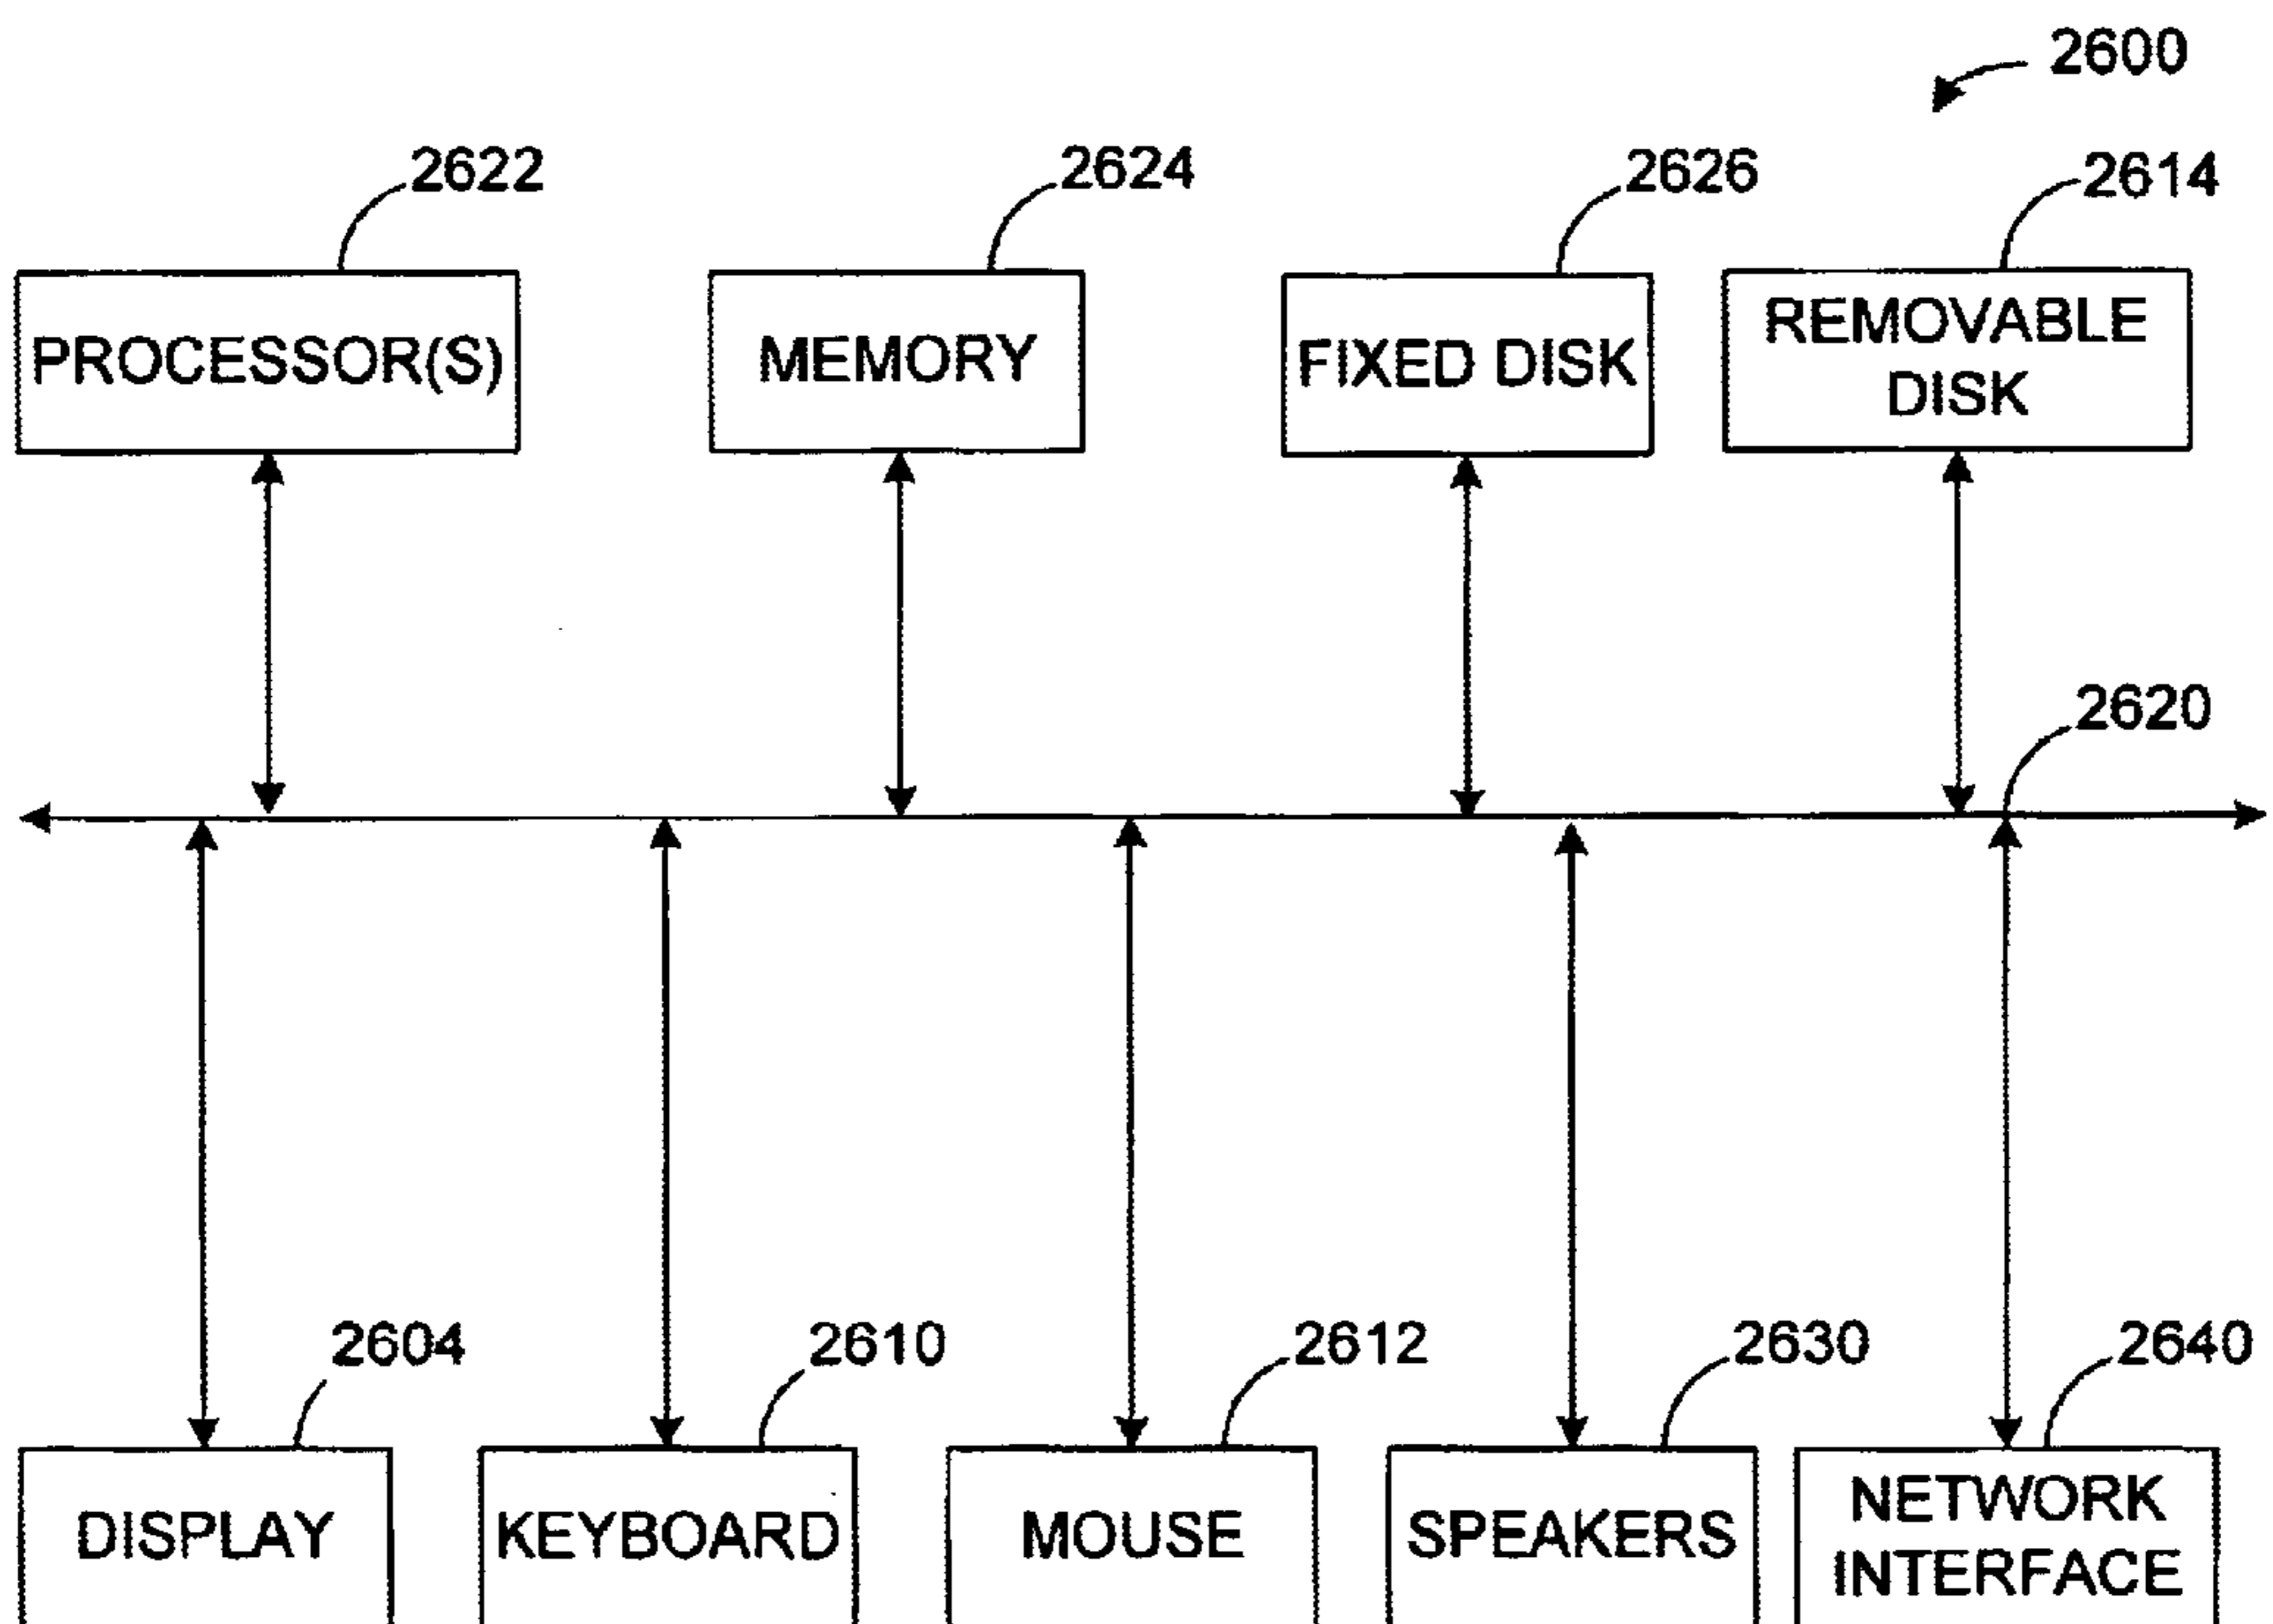 2600
2622
2624
2626
2614
PROCESSOR(S)
MEMORY
FIXED DISK
REMOVABLE
DISK
2620
2604
2610
2612
2630
2640
DISPLAY
KEYBOARD
MOUSE
SPEAKERS
NETWORK
INTERFACE